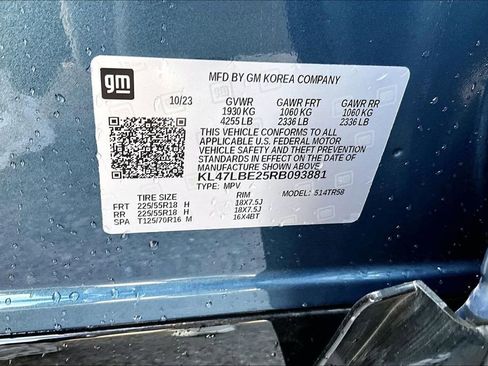 gm
MFD BY GM KOREA COMPANY
10/23 GVWR GAWR FRT GAWR RR
1930 KG 1060 KG 1060 KG
4255 LB 2336 LB 2336 LB
THIS VEHICLE CONFORMS TO ALL
APPLICABLE U.S. FEDERAL MOTOR
VEHICLE SAFETY AND THEFT
PREVENTION STANDARDS
IN EFFECT ON THE DATE OF
MANUFACTURE SHOWN ABOVE.
KL47LBE25RB093881
TYPE: MPV MODEL: 514TR58
TIRE SIZE RIM
FRT 225/55R18 H 18X7.5J
RR 225/55R18 H 18X7.5J
SPA T125/70R16 M 16X4BT